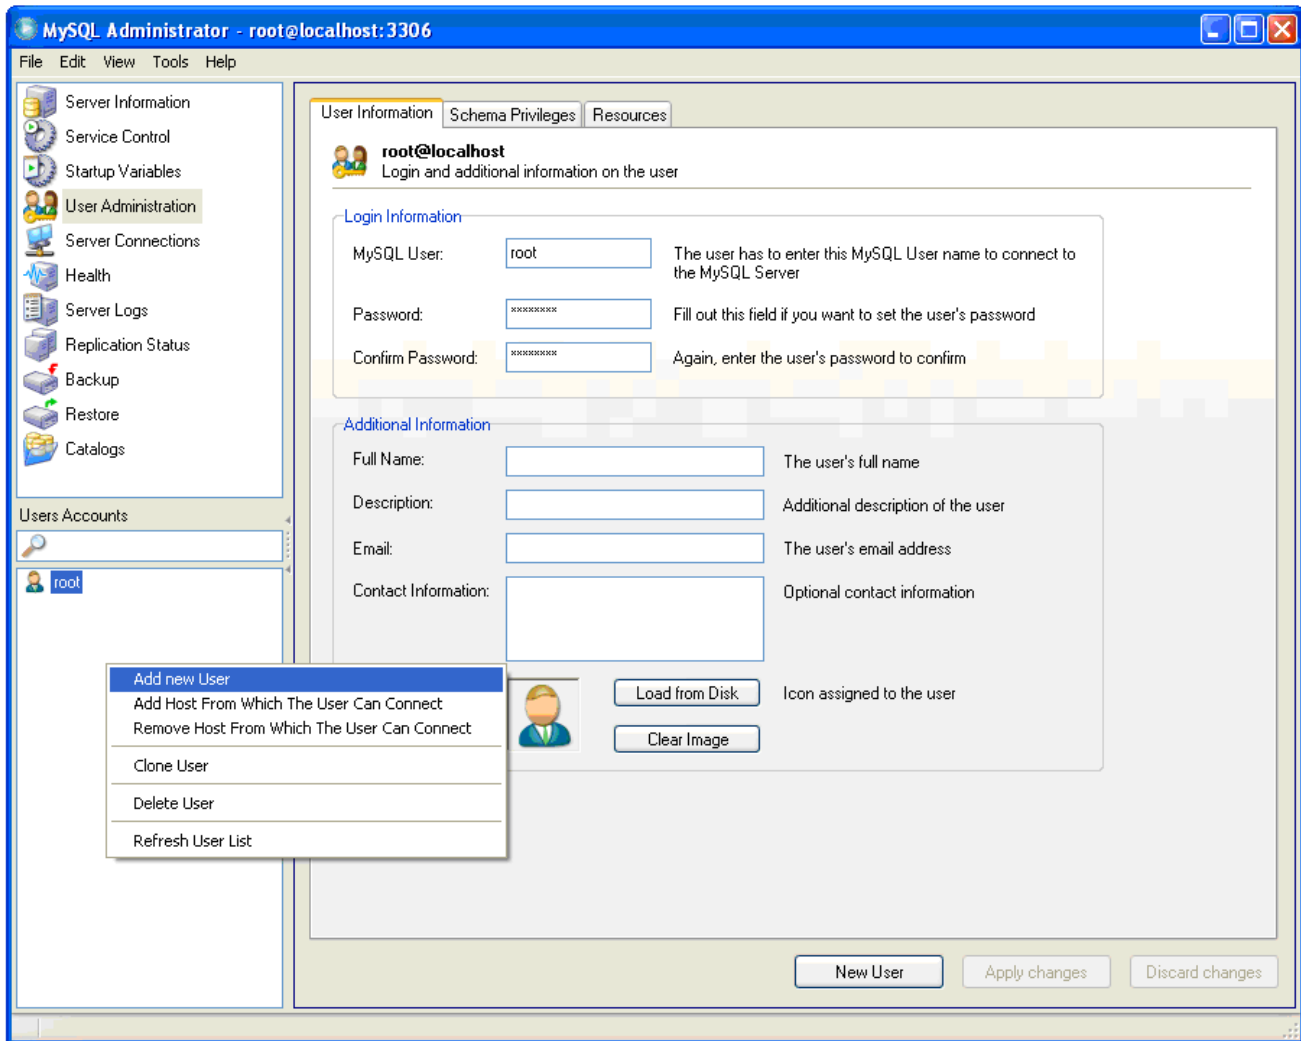 MySQL Administrator - root@localhost:3306
File Edit View Tools Help
Server Information
Service Control
Startup Variables
User Administration
Server Connections
Health
Server Logs
Replication Status
Backup
Restore
Catalogs
Users Accounts
root
Add new User
Add Host From Which The User Can Connect
Remove Host From Which The User Can Connect
Clone User
Delete User
Refresh User List
User Information Schema Privileges Resources
root@localhost
Login and additional information on the user
Login Information
MySQL User: root The user has to enter this MySQL User name to connect to
the MySQL Server
Password: ******** Fill out this field if you want to set the user's password
Confirm Password: ******** Again, enter the user's password to confirm
Additional Information
Full Name: The user's full name
Description: Additional description of the user
Email: The user's email address
Contact Information: Optional contact information
Load from Disk Icon assigned to the user
Clear Image
New User Apply changes Discard changes